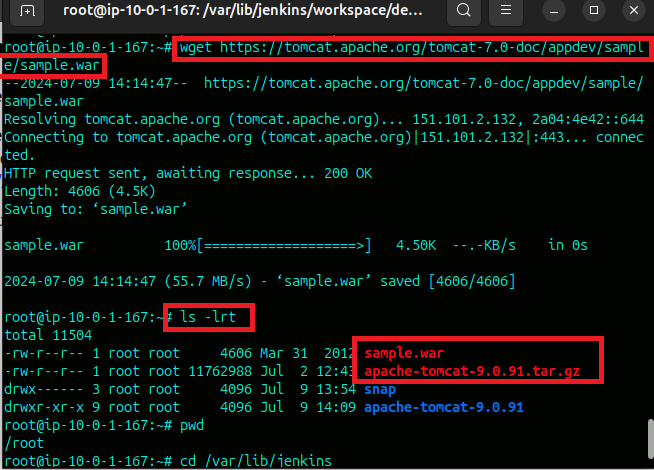 root@ip-10-0-1-167: /var/lib/jenkins/workspace/de...
root@ip-10-0-1-167:~# wget https://tomcat.apache.org/tomcat-7.0-doc/appdev/sampl
e/sample.war
--2024-07-09 14:14:47--  https://tomcat.apache.org/tomcat-7.0-doc/appdev/sample/
sample.war
Resolving tomcat.apache.org (tomcat.apache.org)... 151.101.2.132, 2a04:4e42::644
Connecting to tomcat.apache.org (tomcat.apache.org)|151.101.2.132|:443... connec
ted.
HTTP request sent, awaiting response... 200 OK
Length: 4606 (4.5K)
Saving to: ‘sample.war’
sample.war          100%[===================>]   4.50K  --.-KB/s    in 0s
2024-07-09 14:14:47 (55.7 MB/s) - ‘sample.war’ saved [4606/4606]
root@ip-10-0-1-167:~# ls -lrt
total 11504
-rw-r--r-- 1 root root     4606 Mar 31  2012 sample.war
-rw-r--r-- 1 root root 11762988 Jul  2 12:43 apache-tomcat-9.0.91.tar.gz
drwx------ 3 root root     4096 Jul  9 13:54 snap
drwxr-xr-x 9 root root     4096 Jul  9 14:09 apache-tomcat-9.0.91
root@ip-10-0-1-167:~# pwd
/root
root@ip-10-0-1-167:~# cd /var/lib/jenkins